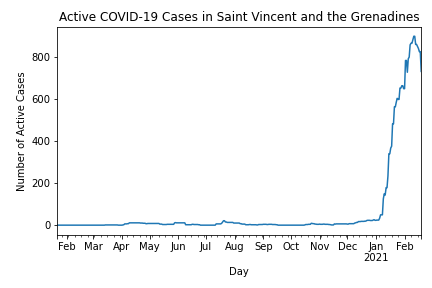 Active COVID-19 Cases in Saint Vincent and the Grenadines
Number of Active Cases
800
600
400
200
0
Feb Mar Apr May Jun Jul Aug Sep Oct Nov Dec Jan Feb
2021
Day